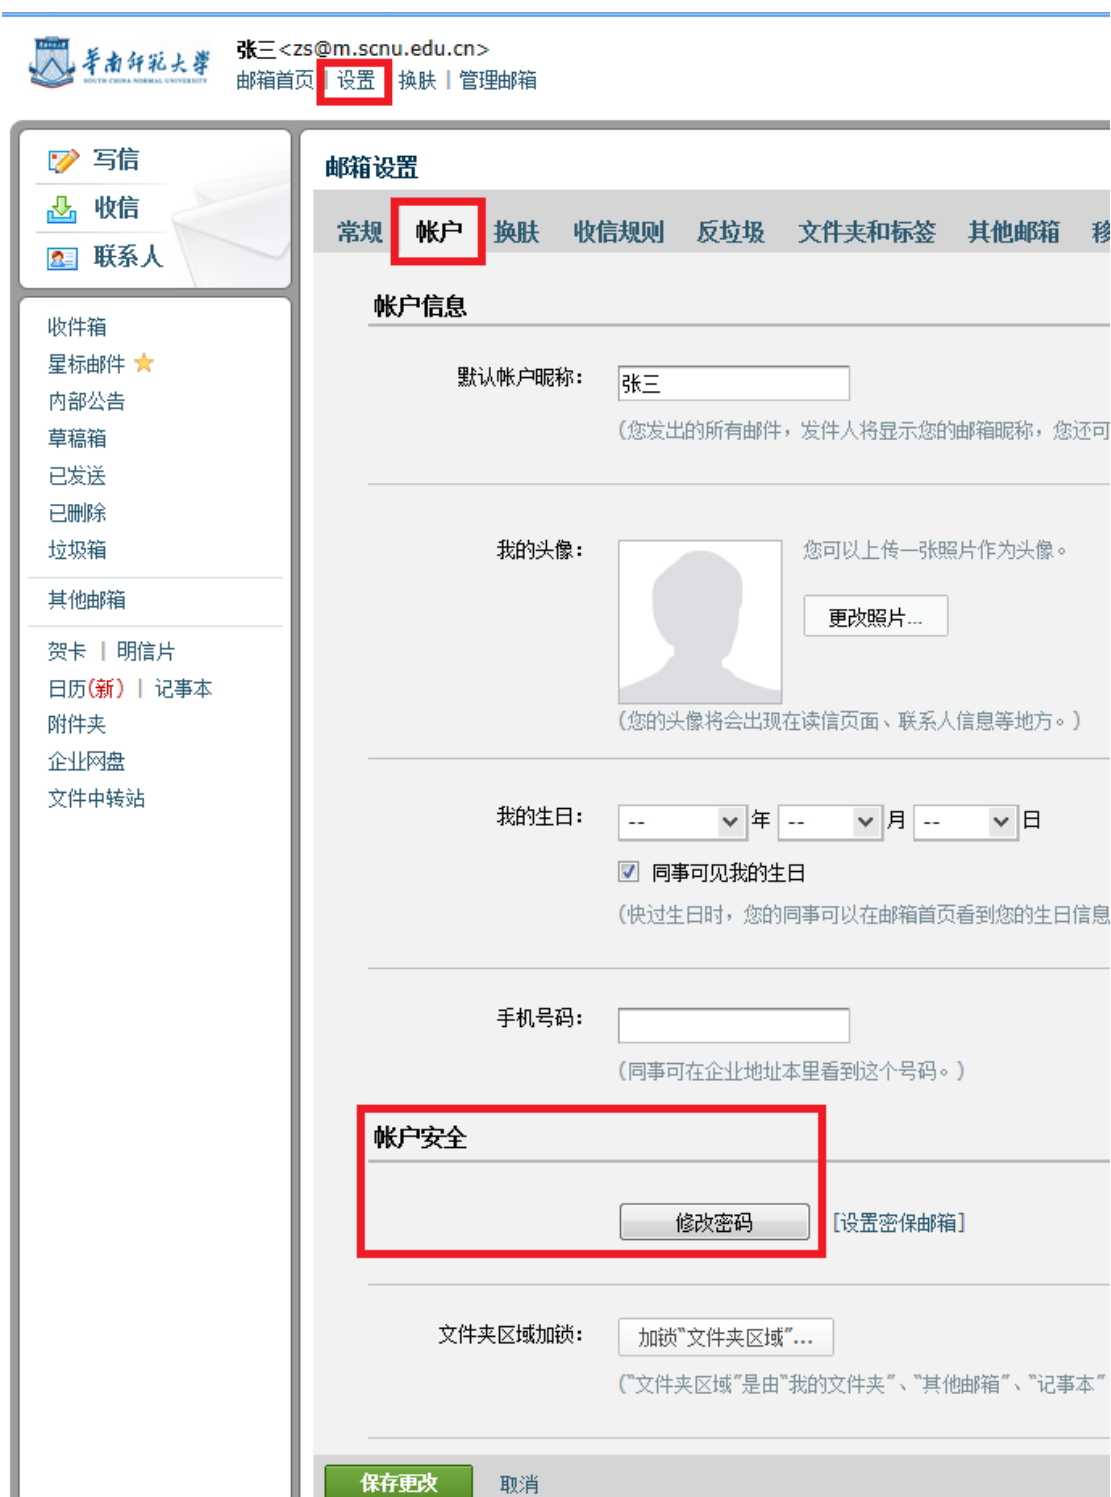 华南师范大学
SOUTH CHINA NORMAL UNIVERSITY
张三<zs@m.scnu.edu.cn>
邮箱首页 | 设置 | 换肤 | 管理邮箱
写信
收信
联系人
收件箱
星标邮件
内部公告
草稿箱
已发送
已删除
垃圾箱
其他邮箱
贺卡 | 明信片
日历(新) | 记事本
附件夹
企业网盘
文件中转站
邮箱设置
常规 帐户 换肤 收信规则 反垃圾 文件夹和标签 其他邮箱 移
帐户信息
默认帐户昵称: 张三
(您发出的所有邮件，发件人将显示您的邮箱昵称，您还可
我的头像: 您可以上传一张照片作为头像。
更改照片...
(您的头像将会出现在读信页面、联系人信息等地方。)
我的生日: -- 年 -- 月 -- 日
同事可见我的生日
(快过生日时，您的同事可以在邮箱首页看到您的生日信息
手机号码:
(同事可在企业地址本里看到这个号码。)
帐户安全
修改密码 [设置密保邮箱]
文件夹区域加锁: 加锁"文件夹区域"...
("文件夹区域"是由"我的文件夹"、"其他邮箱"、"记事本"
保存更改 取消